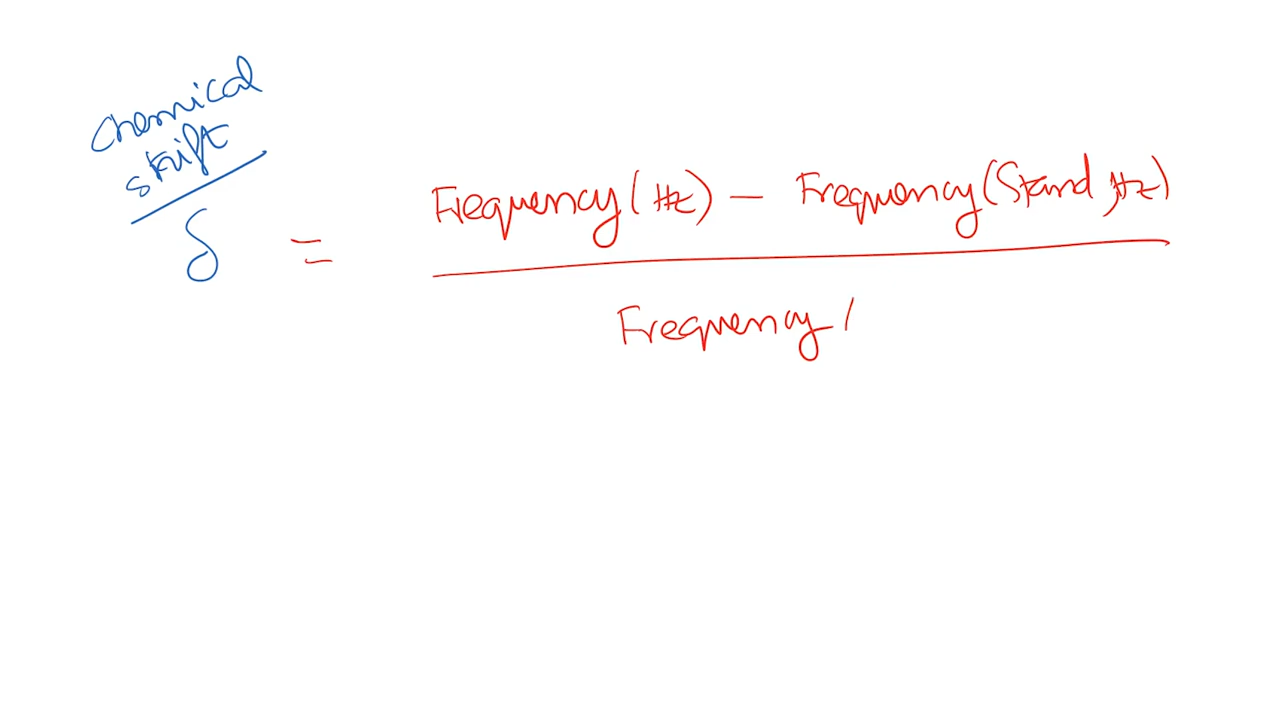 Chemical
shift
δ = Frequency (Hz) – Frequency (Stand, Hz)
Frequency (